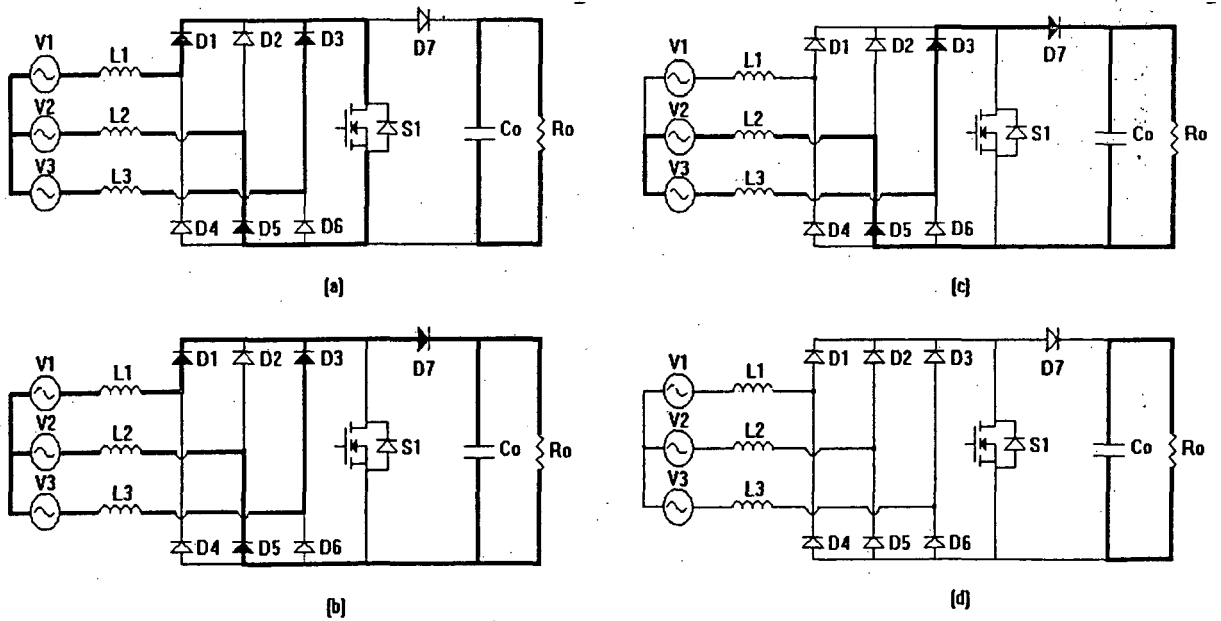 V1 L1 D1 D2 D3 D7
V2 L2 S1 Co Ro
V3 L3
D4 D5 D6
(a)
V1 L1 D1 D2 D3 D7
V2 L2 S1 Co Ro
V3 L3
D4 D5 D6
(c)
V1 L1 D1 D2 D3 D7
V2 L2 S1 Co Ro
V3 L3
D4 D5 D6
(b)
V1 L1 D1 D2 D3 D7
V2 L2 S1 Co Ro
V3 L3
D4 D5 D6
(d)